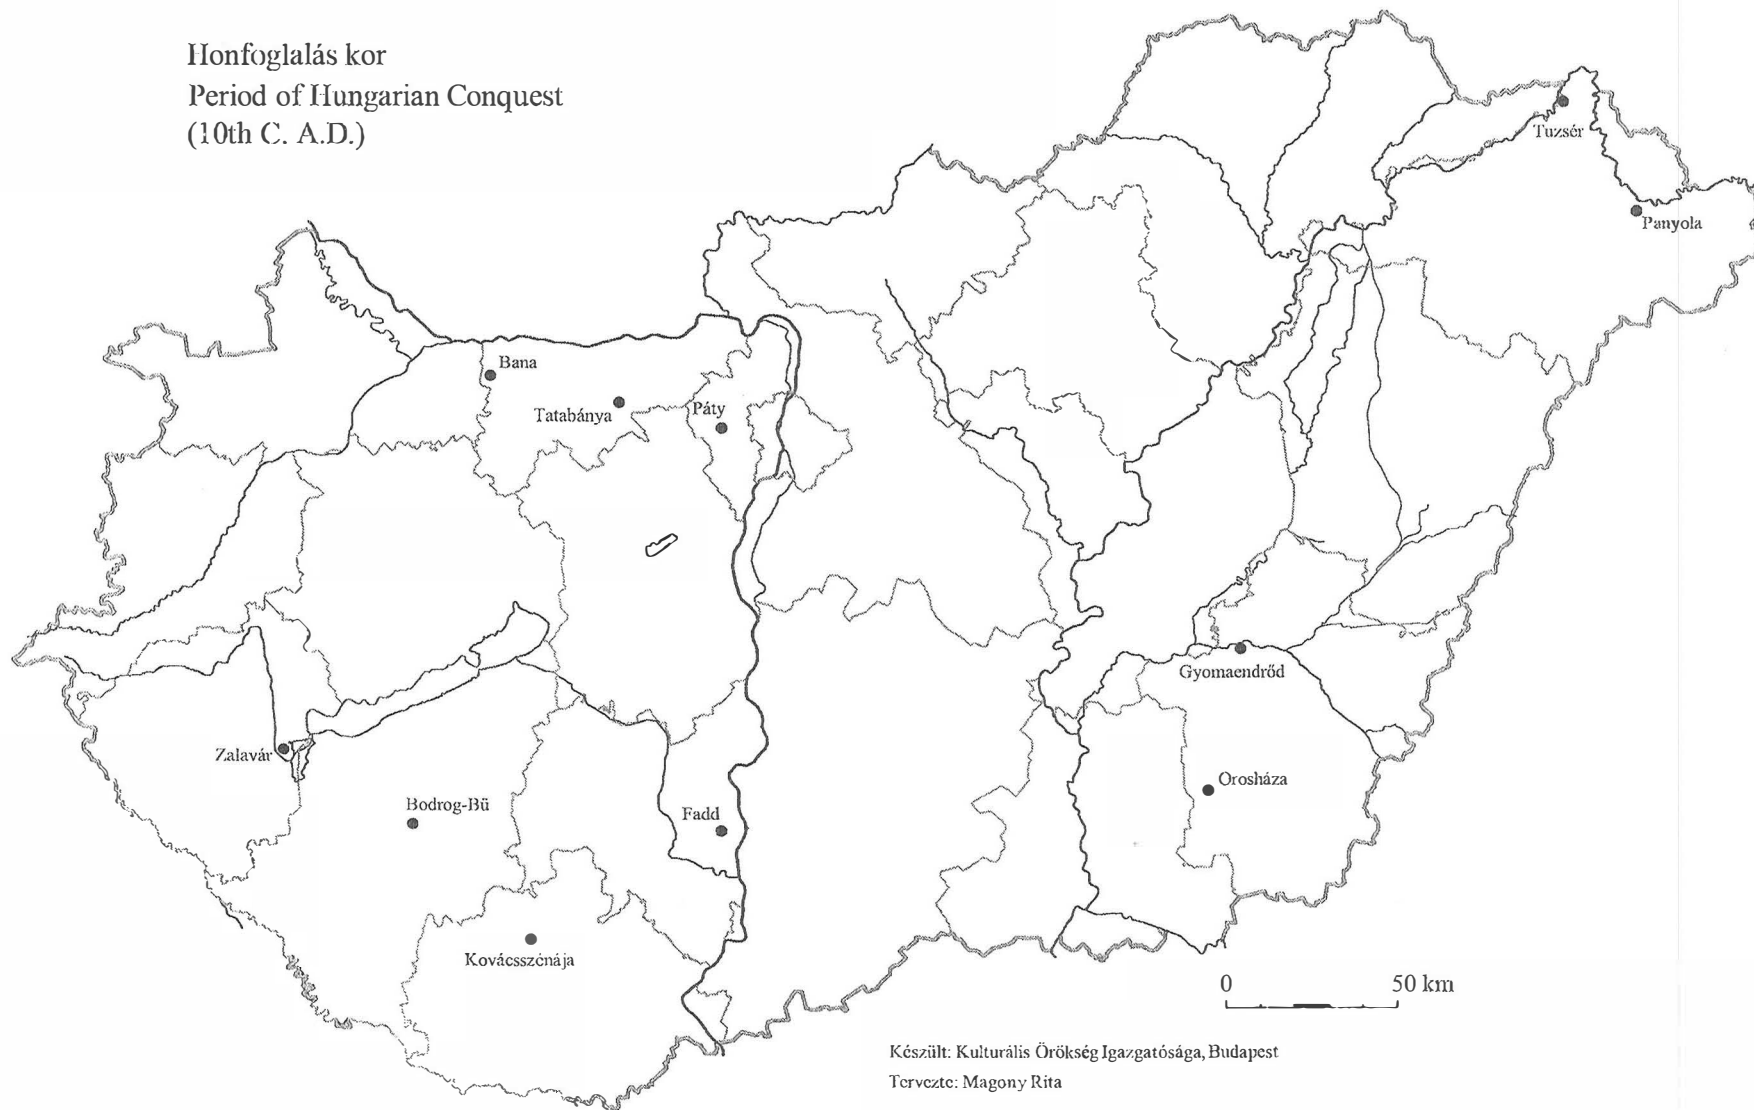 Honfoglalás kor
Period of Hungarian Conquest
(10th C. A.D.)
Tuzsér
Panyola
Bana
Tatabánya
Páty
Gyomaendrőd
Zalavár
Orosháza
Bodrog-Bü
Fadd
Kovácsszénája
0 50 km
Készült: Kulturális Örökség Igazgatósága, Budapest
Tervezte: Magony Rita